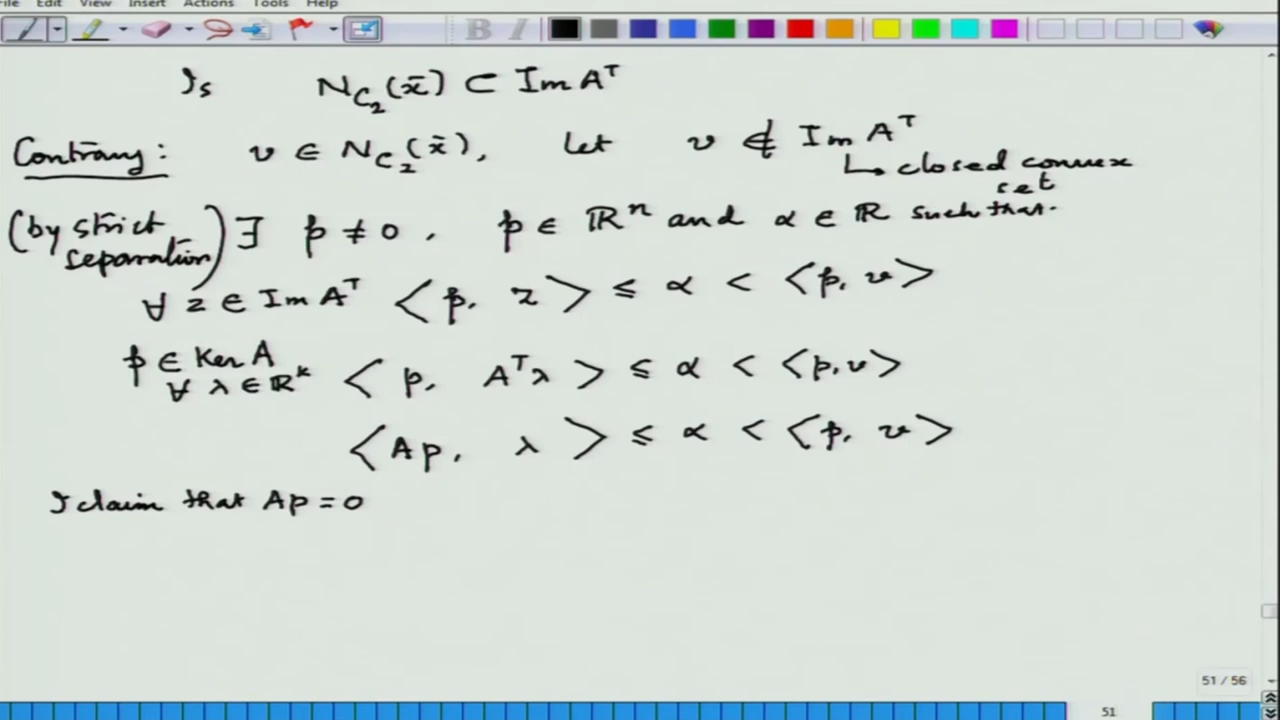 File Edit View Insert Actions Tools Help
Is N_{C_2}(x̄) ⊂ Im A^T
Contrary: v ∈ N_{C_2}(x̄), Let v ∉ Im A^T
↳ closed convex
set
(by strict separation) ∃ p ≠ 0, p ∈ ℝ^n and α ∈ ℝ such that.
∀ z ∈ Im A^T ⟨p, z⟩ ≤ α < ⟨p, v⟩
p ∈ Ker A
∀ λ ∈ ℝ^k ⟨p, A^T λ⟩ ≤ α < ⟨p, v⟩
⟨Ap, λ⟩ ≤ α < ⟨p, v⟩
I claim that Ap = 0
51 / 56
51